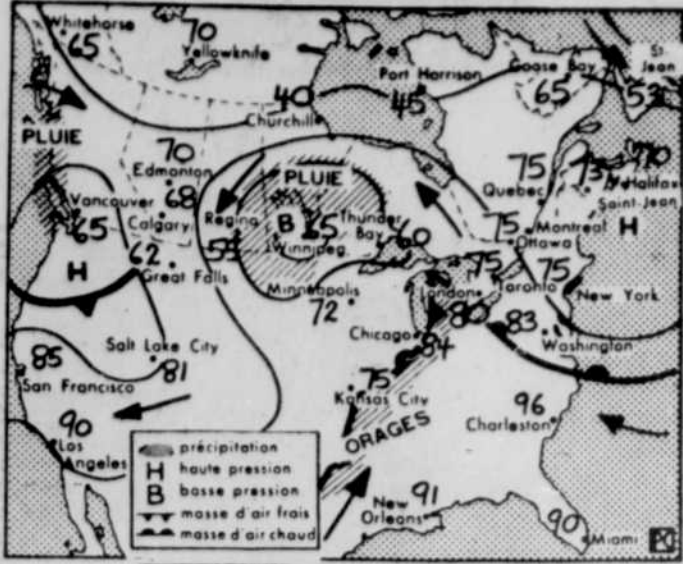 Whitehorse
65
70
Yellowknife
Port Harrison
45
Goose Bay
65
St-Jean
53
40
Churchill
PLUIE
70
Edmonton
68
Calgary
Vancouver
65
H
62
Great Falls
Regina
55
PLUIE
B
65
Winnipeg
Thunder Bay
60
75
Quebec
73
70
Halifax
Saint-Jean
H
75
Montreal
Ottawa
75
Toronto
London
80
75
New York
Minneapolis
72
Chicago
84
83
Washington
Salt Lake City
81
85
San Francisco
90
Los Angeles
75
Kansas City
ORAGES
96
Charleston
91
New Orleans
90
Miami
précipitation
H haute pression
B basse pression
masse d'air frais
masse d'air chaud